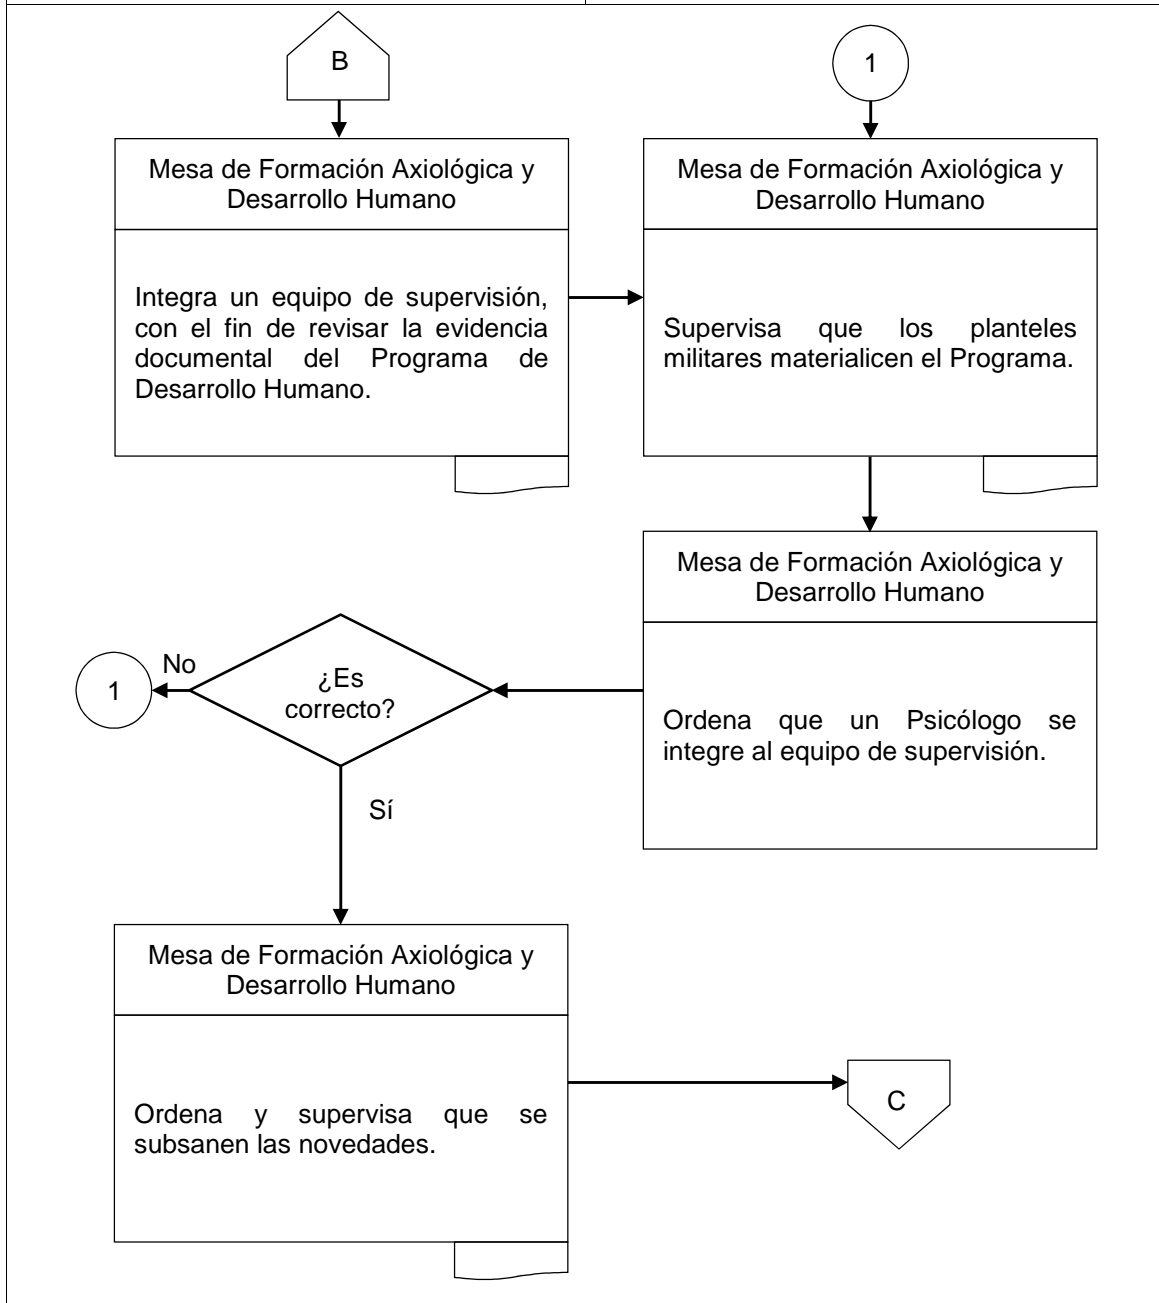 B
1
Mesa de Formación Axiológica y
Desarrollo Humano
Integra un equipo de supervisión,
con el fin de revisar la evidencia
documental del Programa de
Desarrollo Humano.
Mesa de Formación Axiológica y
Desarrollo Humano
Supervisa que los planteles
militares materialicen el Programa.
Mesa de Formación Axiológica y
Desarrollo Humano
Ordena que un Psicólogo se
integre al equipo de supervisión.
¿Es
correcto?
No
1
Sí
Mesa de Formación Axiológica y
Desarrollo Humano
Ordena y supervisa que se
subsanen las novedades.
C